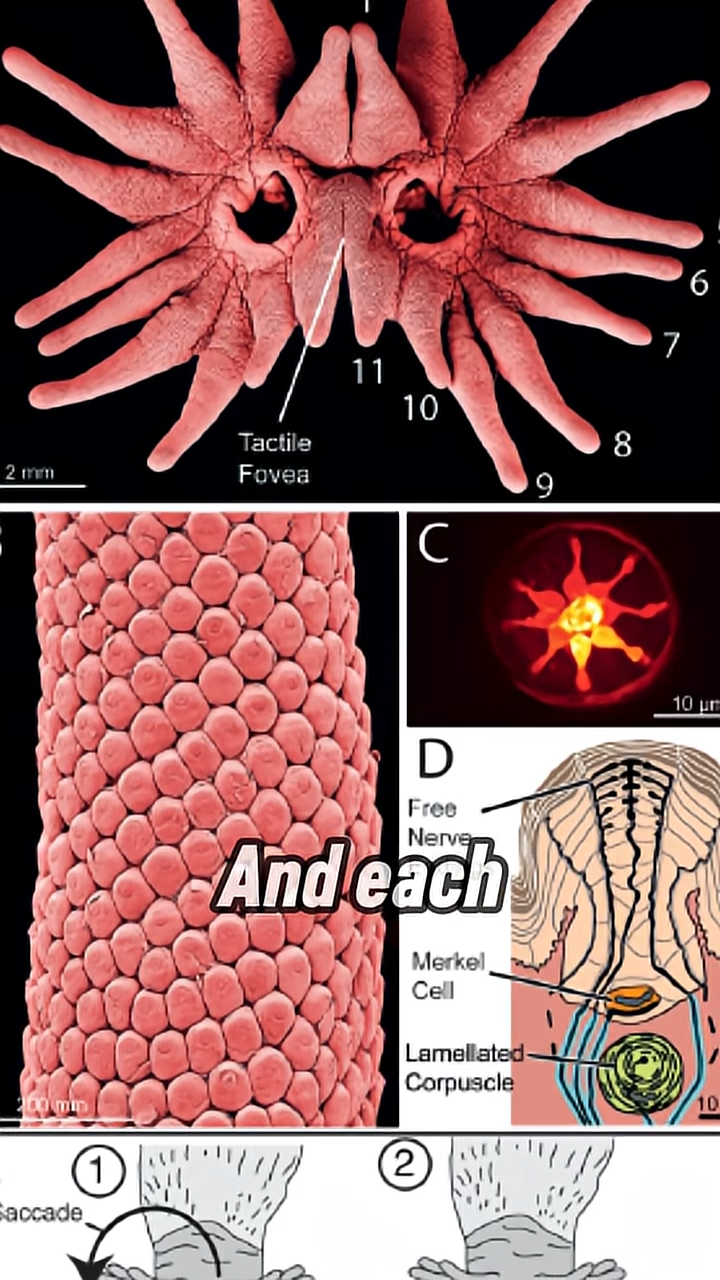 6
7
11
10
8
Tactile
Fovea
2 mm
9
C
10 µm
D
Free
Nerve
And each
Merkel
Cell
Lamellated
Corpuscle
200 mm
10
1
2
Saccade